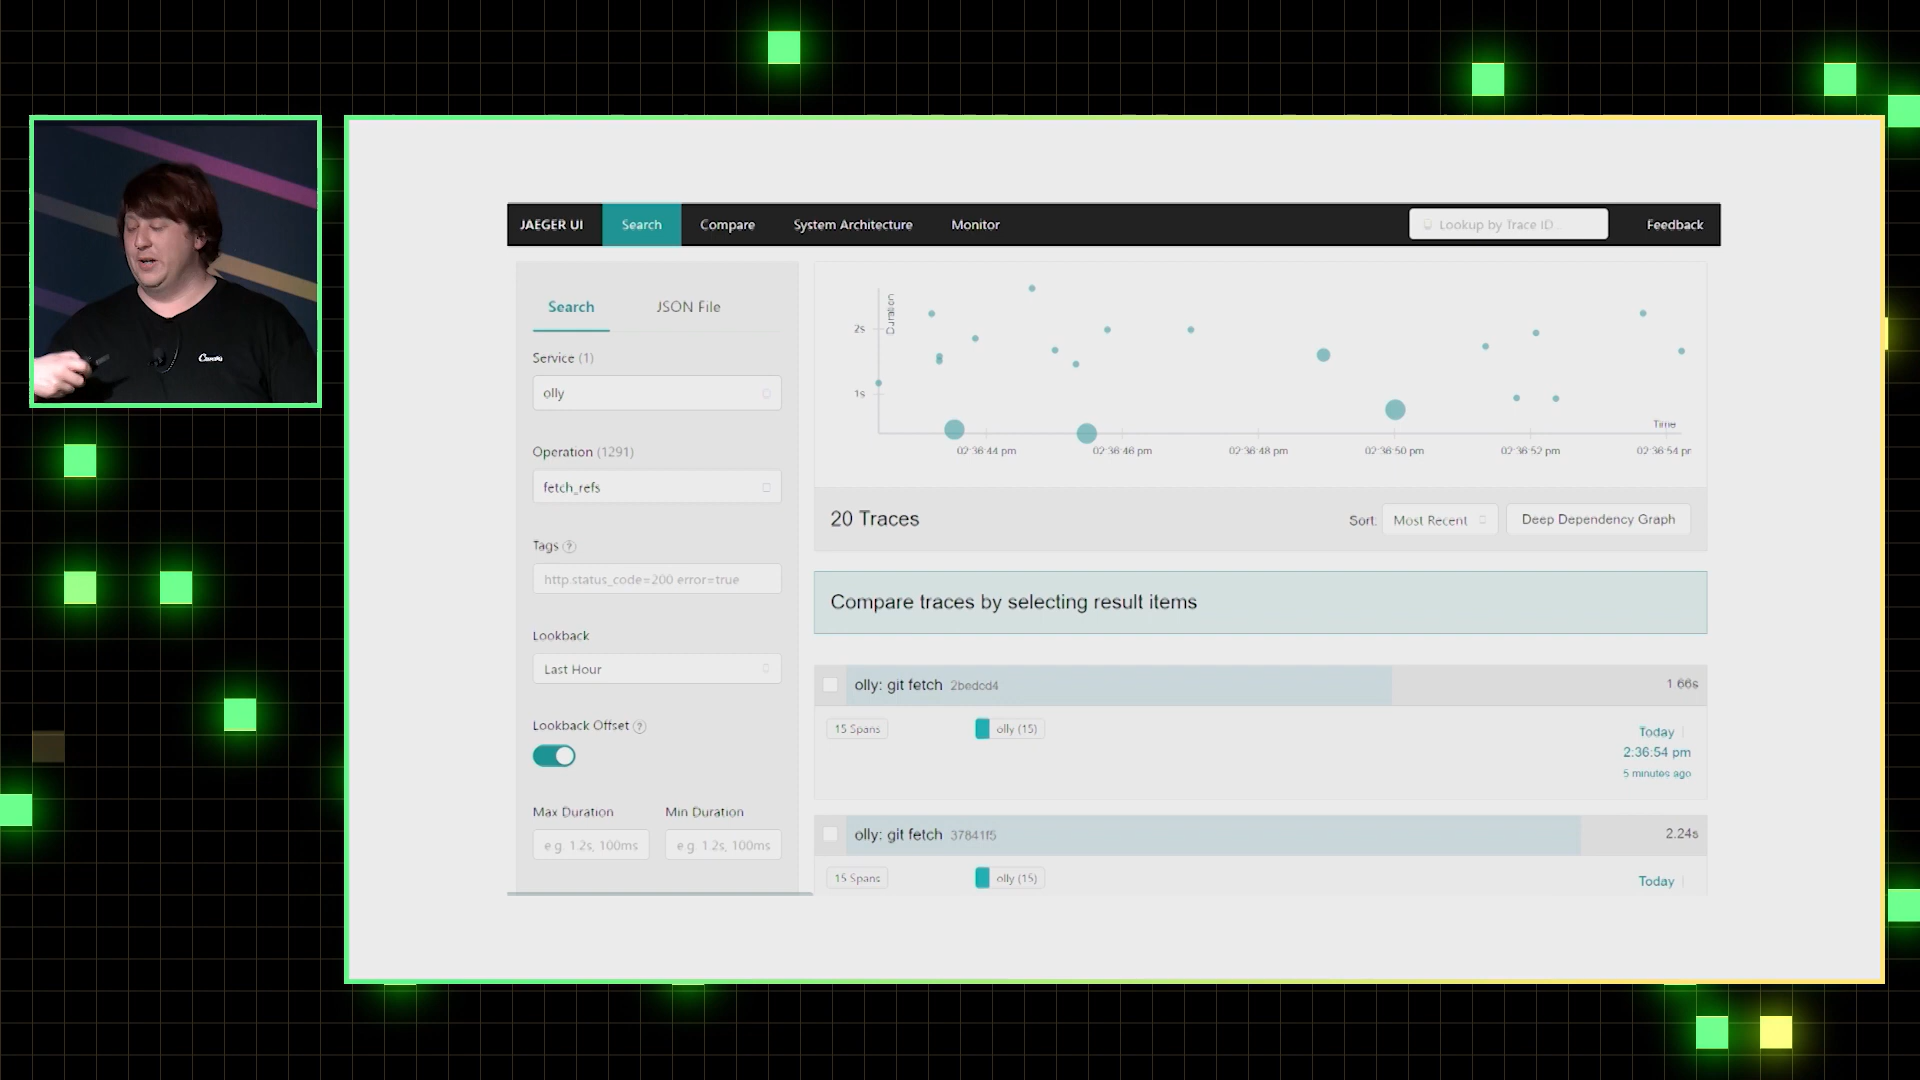 Canva
JAEGER UI Search Compare System Architecture Monitor Lookup by Trace ID... Feedback
Search JSON File
Service (1)
olly
Operation (1291)
fetch_refs
Tags ?
http.status_code=200 error=true
Lookback
Last Hour
Lookback Offset ?
Max Duration Min Duration
e.g. 1.2s, 100ms e.g. 1.2s, 100ms
Duration
2s
1s
Time
02:36:44 pm 02:36:46 pm 02:36:48 pm 02:36:50 pm 02:36:52 pm 02:36:54 pr
20 Traces Sort: Most Recent Deep Dependency Graph
Compare traces by selecting result items
olly: git fetch 2bedcd4 1.66s
15 Spans olly (15) Today
2:36:54 pm
5 minutes ago
olly: git fetch 37841f5 2.24s
15 Spans olly (15) Today